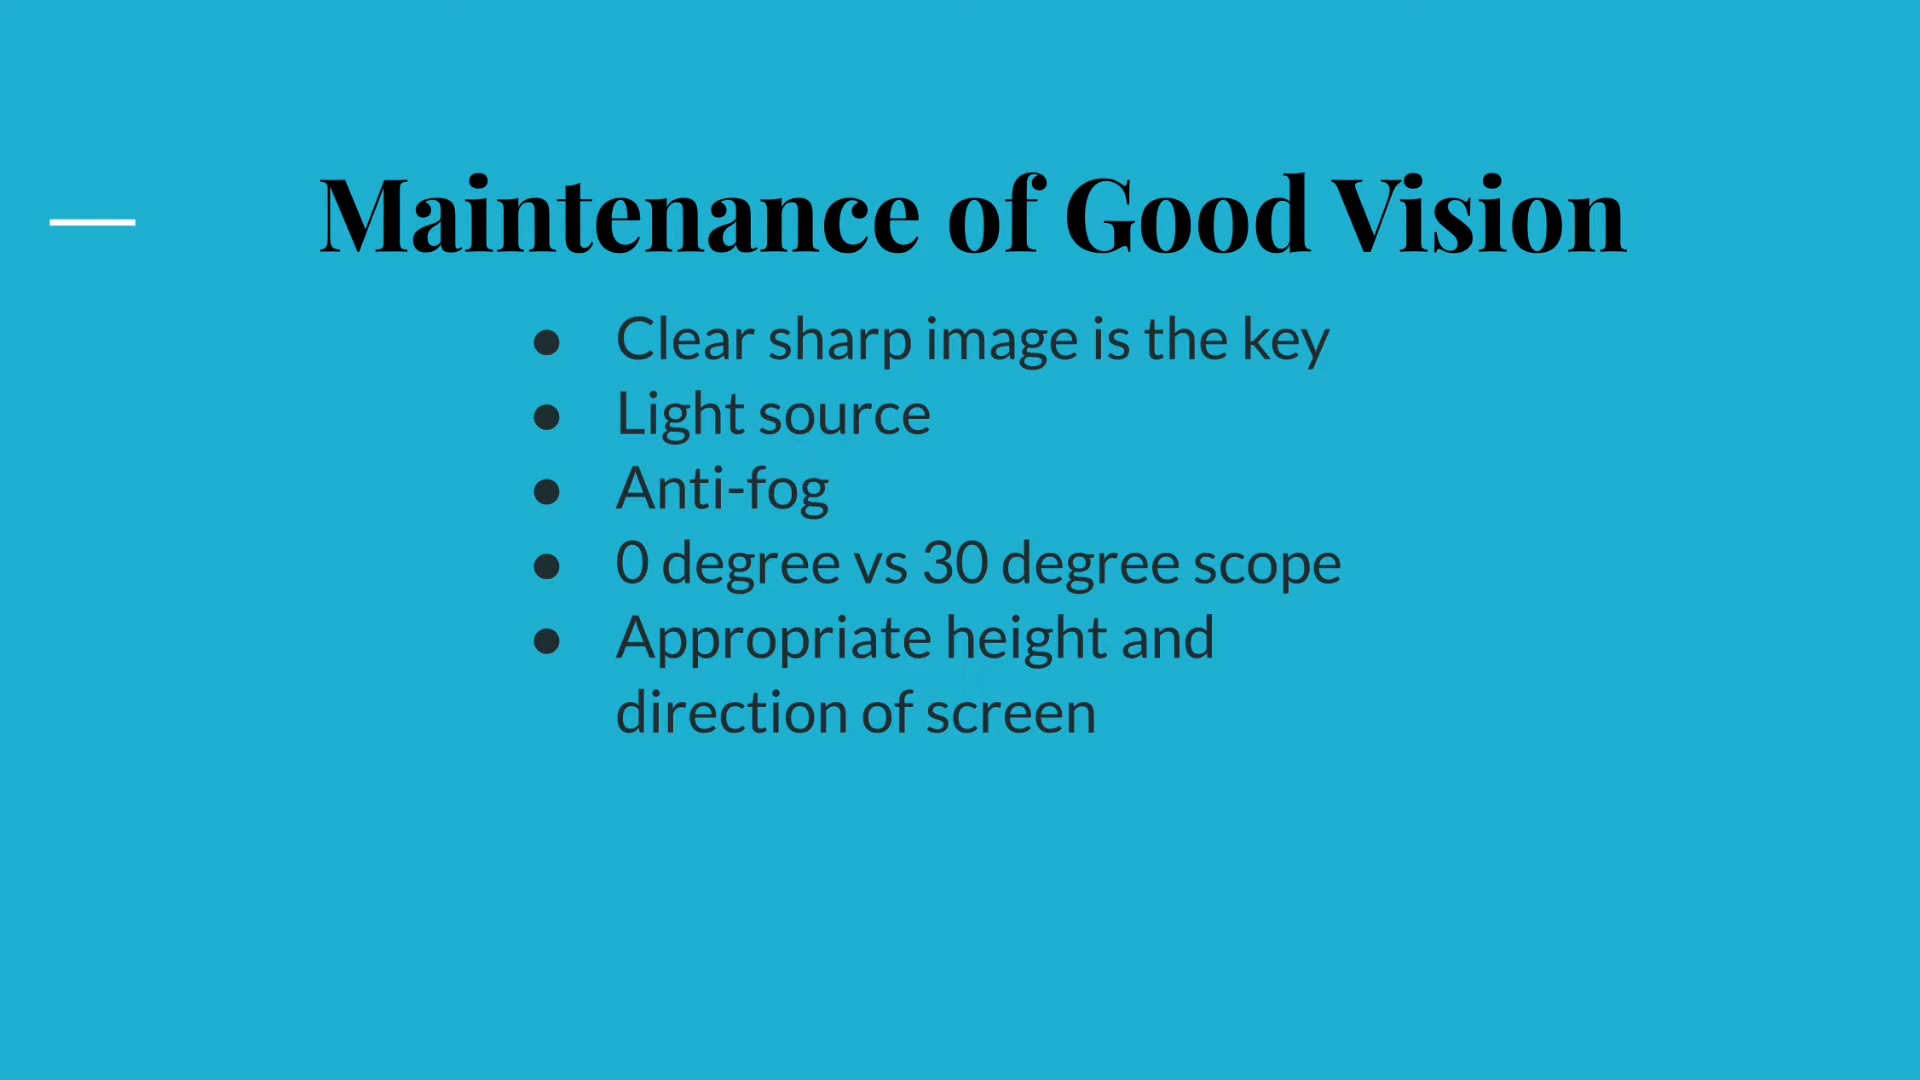 Maintenance of Good Vision
● Clear sharp image is the key
● Light source
● Anti-fog
● 0 degree vs 30 degree scope
● Appropriate height and
direction of screen